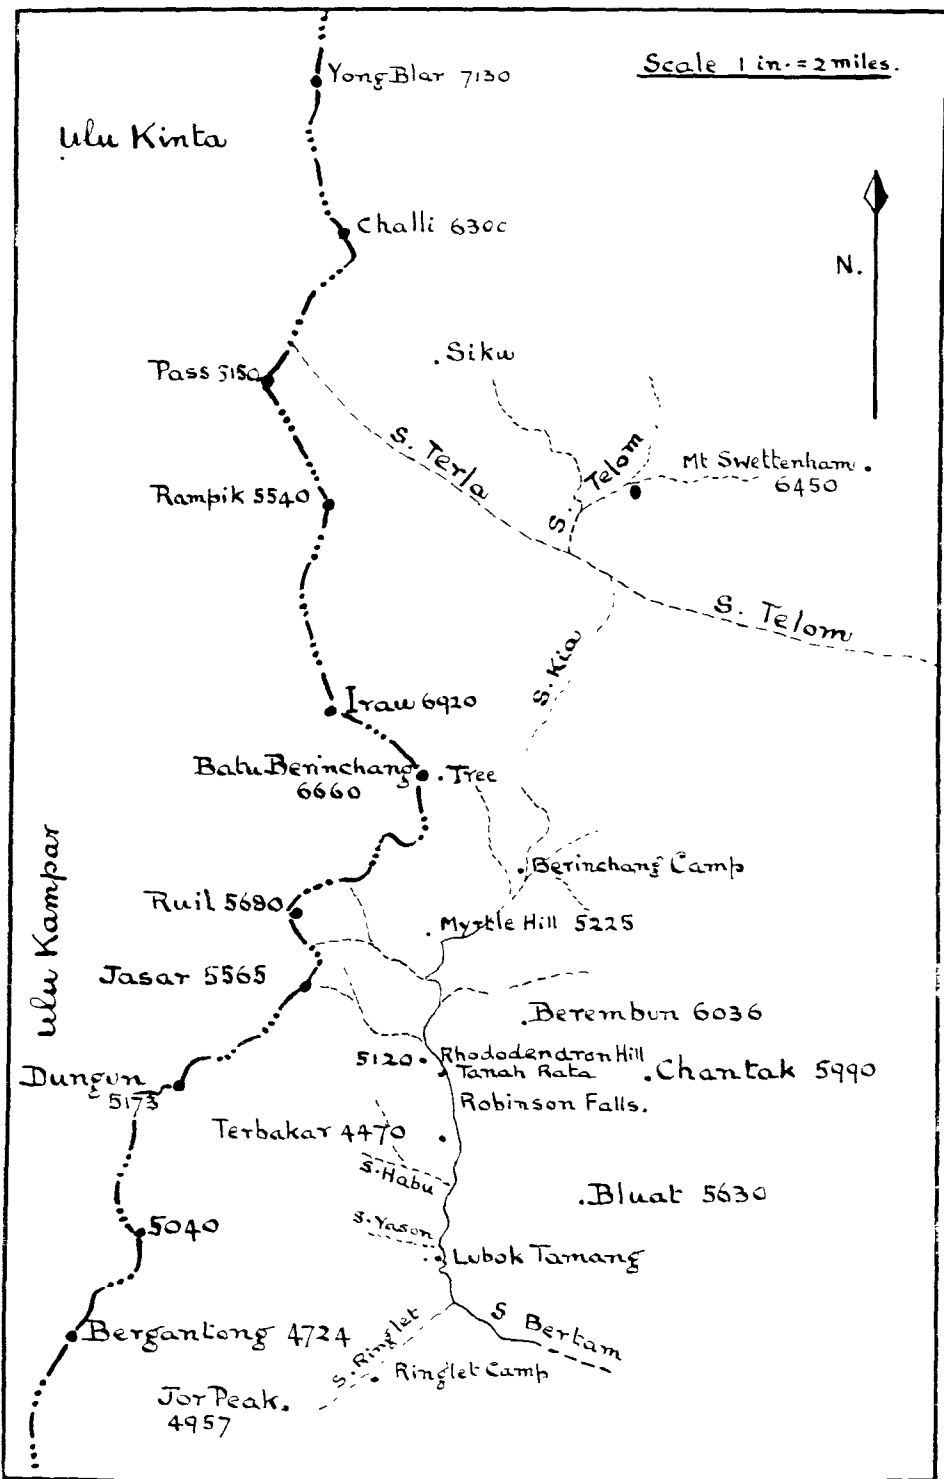 Scale 1 in. = 2 miles.
Yong Blar 7130
Ulu Kinta
Challi 6300
N.
Siku
Pass 5150
S. Terla
S. Telom
Mt Swettenham
6450
Rampik 5540
S. Telom
S. Kia
Irau 6920
Batu Berinchang
6660
Tree
Ulu Kampar
Berinchang Camp
Ruil 5680
Myrtle Hill 5225
Jasar 5565
Berembun 6036
5120
Rhododendron Hill
Tanah Rata
Chantak 5990
Dungun
5173
Robinson Falls.
Terbakar 4470
S. Habu
Bluat 5630
S. Yason
5040
Lubok Tamang
S Bertam
Bergantong 4724
S. Ringlet
Ringlet Camp
Jor Peak.
4957